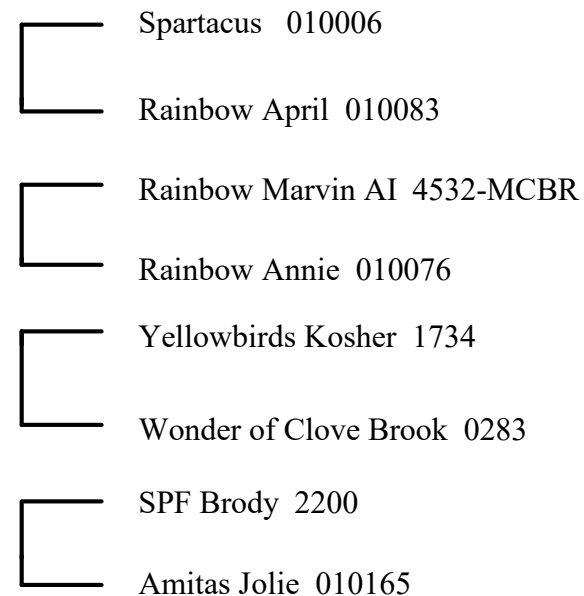 Spartacus 010006
Rainbow April 010083
Rainbow Marvin AI 4532-MCBR
Rainbow Annie 010076
Yellowbirds Kosher 1734
Wonder of Clove Brook 0283
SPF Brody 2200
Amitas Jolie 010165